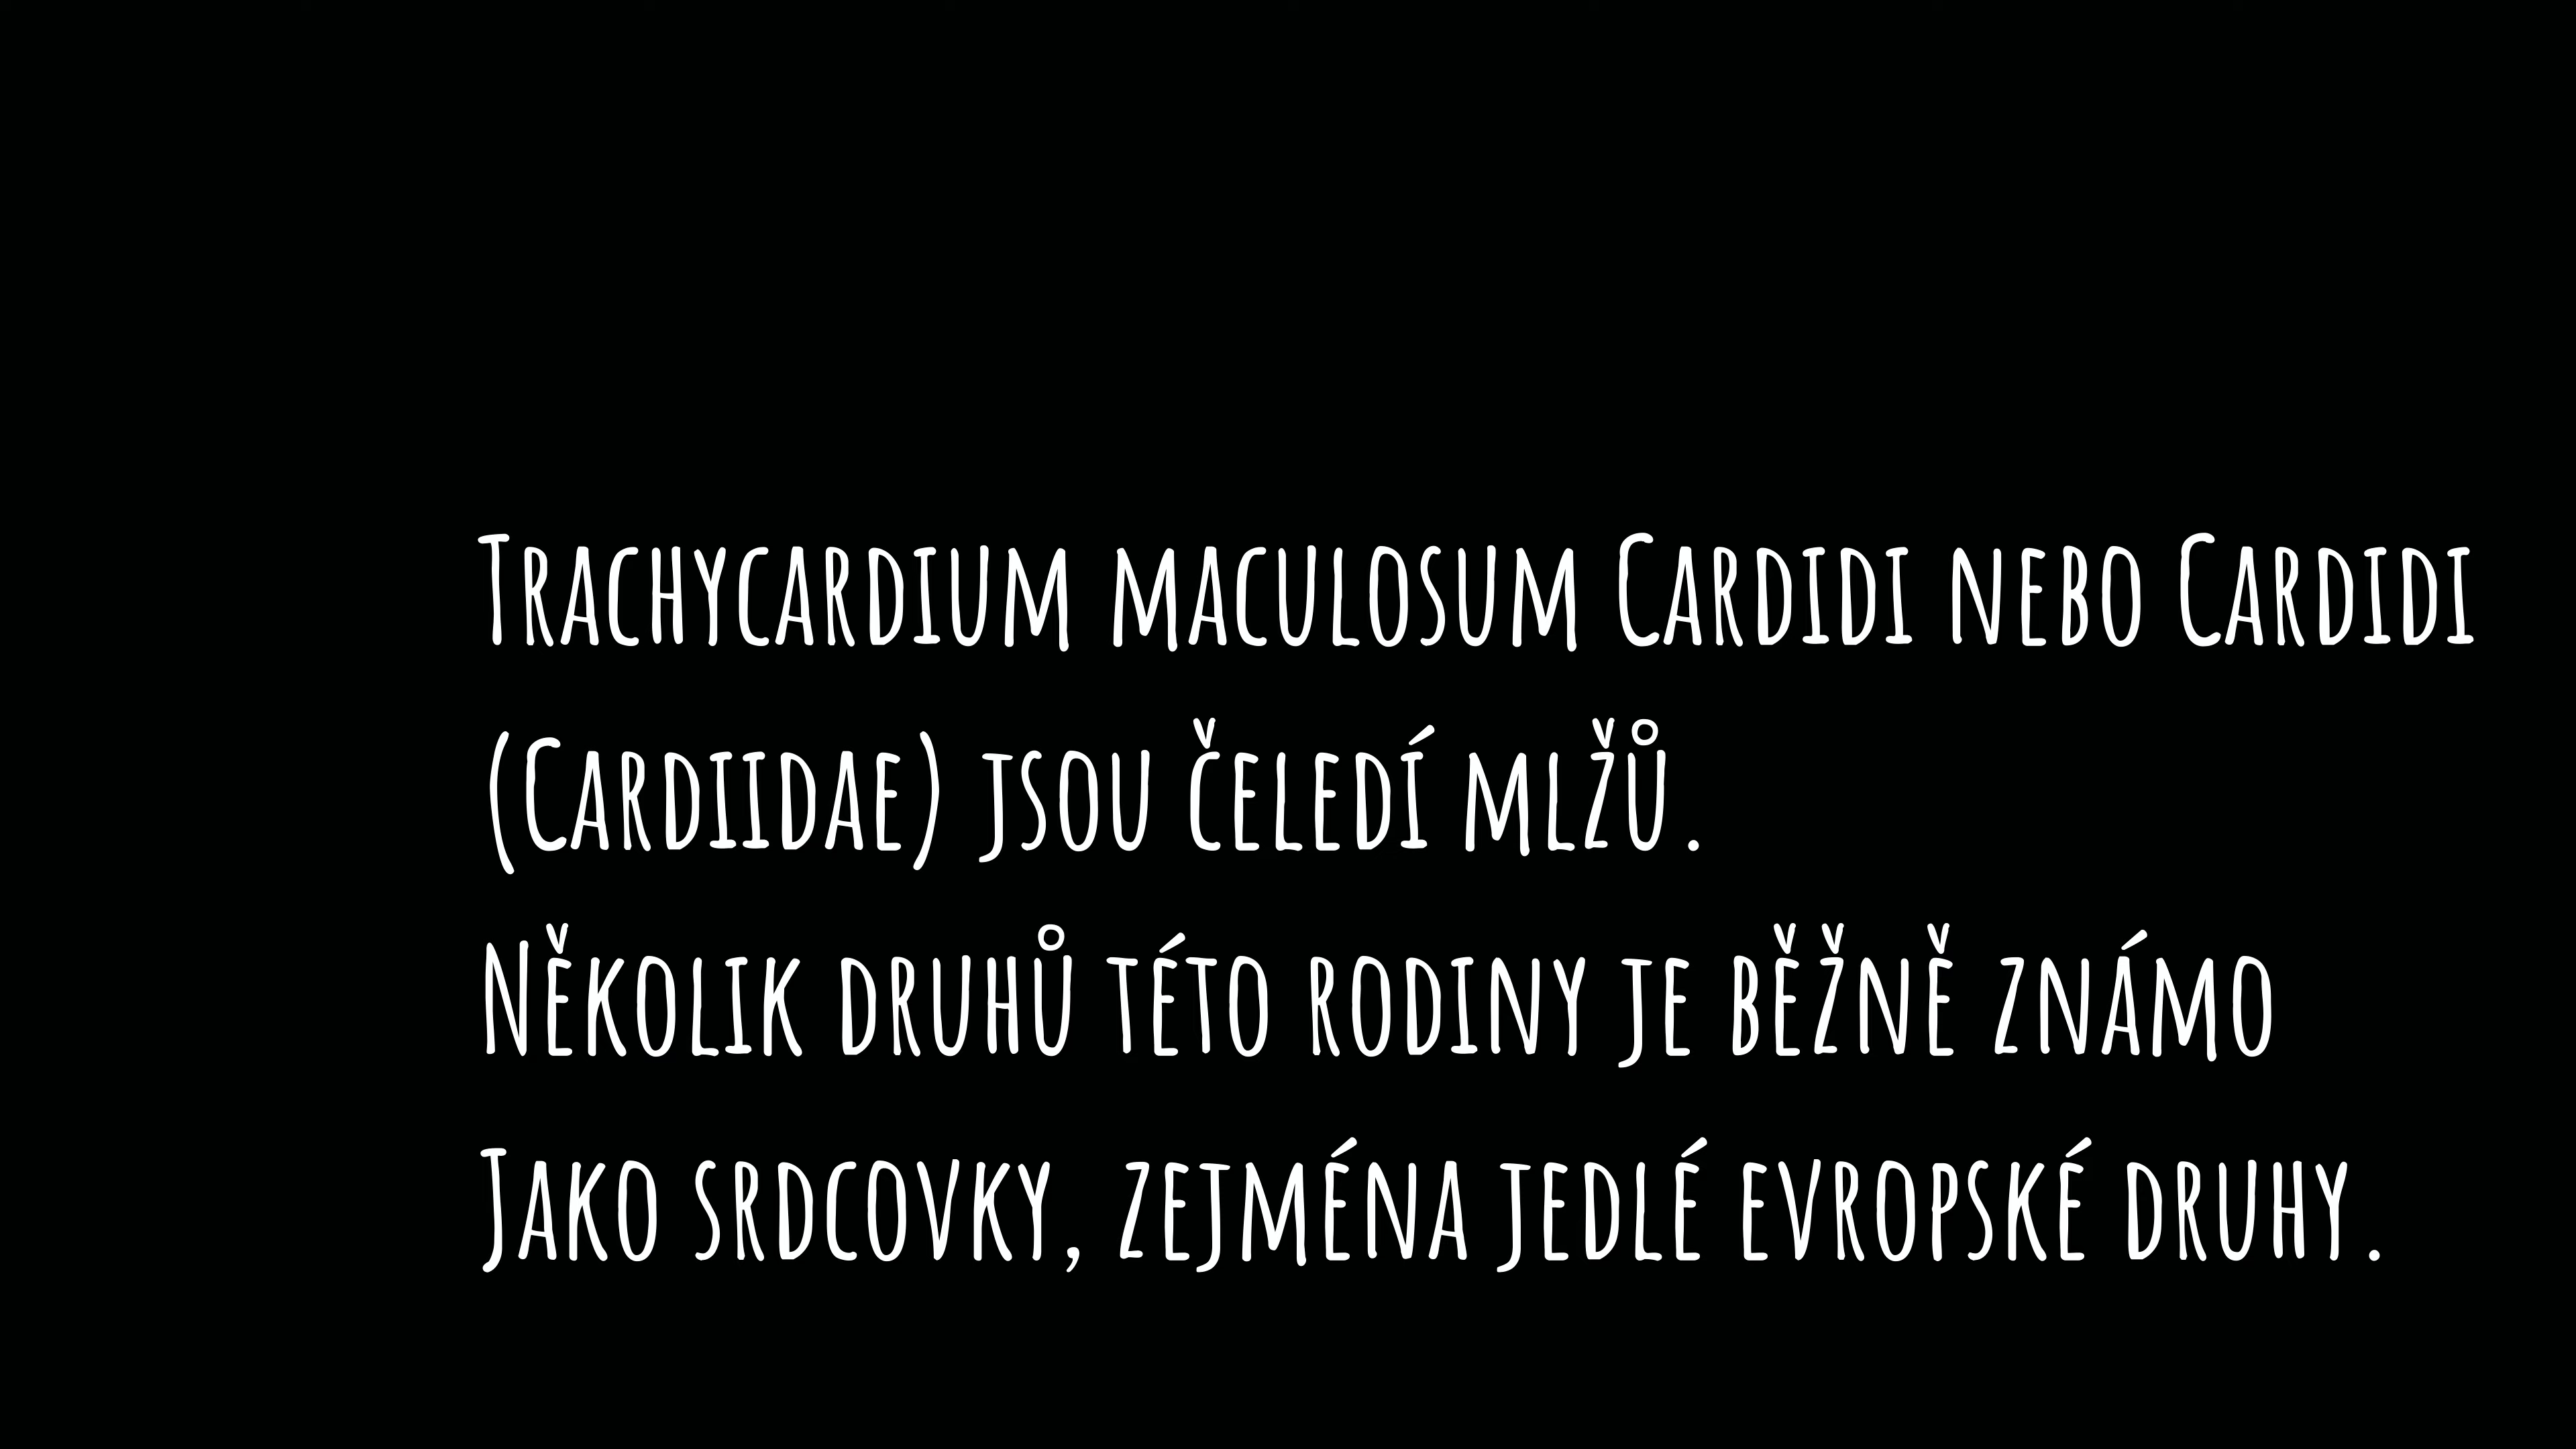 Trachycardium maculosum Cardidi nebo Cardidi
(Cardiidae) jsou čeledí mlžů.
Několik druhů této rodiny je běžně známo
Jako srdcovky, zejména jedlé evropské druhy.